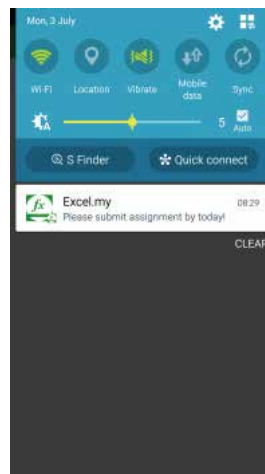 Mon, 3 July
Wi-Fi
Location
Vibrate
Mobile
data
Sync
A
5
Auto
S Finder
Quick connect
fx
Excel.my
08:29
Please submit assignment by today!
CLEAR